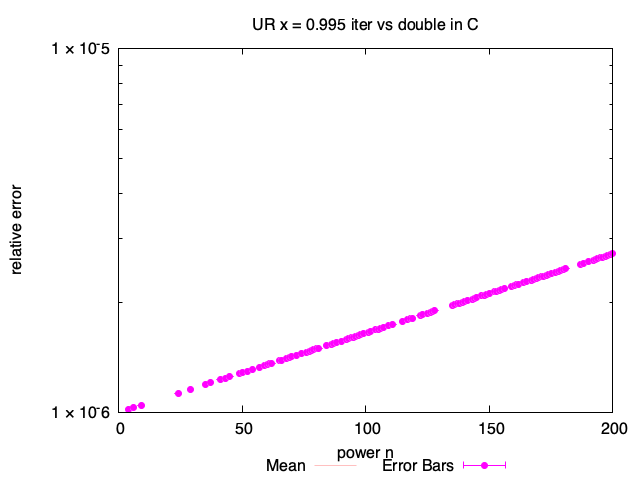 UR x = 0.995 iter vs double in C
1 × 10⁻⁵
relative error
1 × 10⁻⁶
0 50 100 150 200
power n
Mean Error Bars